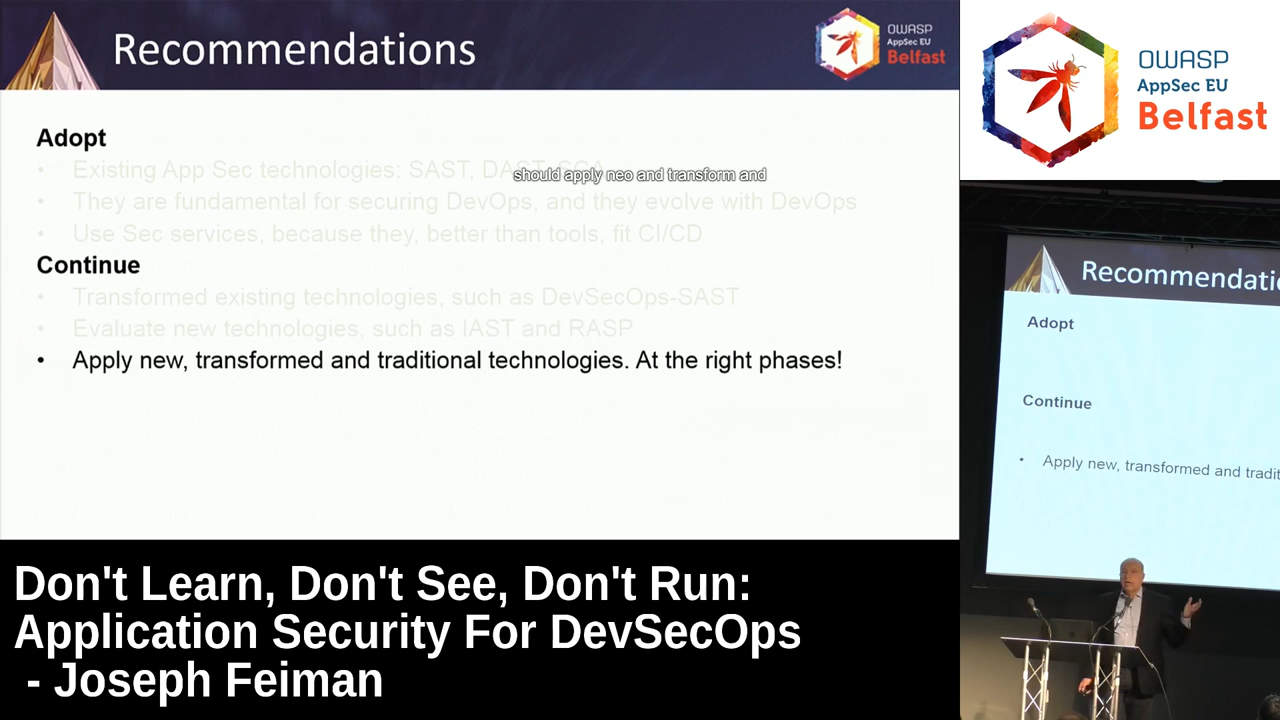 Recommendations
OWASP
AppSec EU
Belfast
Adopt
• Existing App Sec technologies: SAST, DAST, SCA
should apply neo and transform and
• They are fundamental for securing DevOps, and they evolve with DevOps
• Use Sec services, because they, better than tools, fit CI/CD
Continue
• Transformed existing technologies, such as DevSecOps-SAST
• Evaluate new technologies, such as IAST and RASP
• Apply new, transformed and traditional technologies. At the right phases!
OWASP
AppSec EU
Belfast
Recommendati
Adopt
Continue
• Apply new, transformed and tradit
Don't Learn, Don't See, Don't Run:
Application Security For DevSecOps
- Joseph Feiman